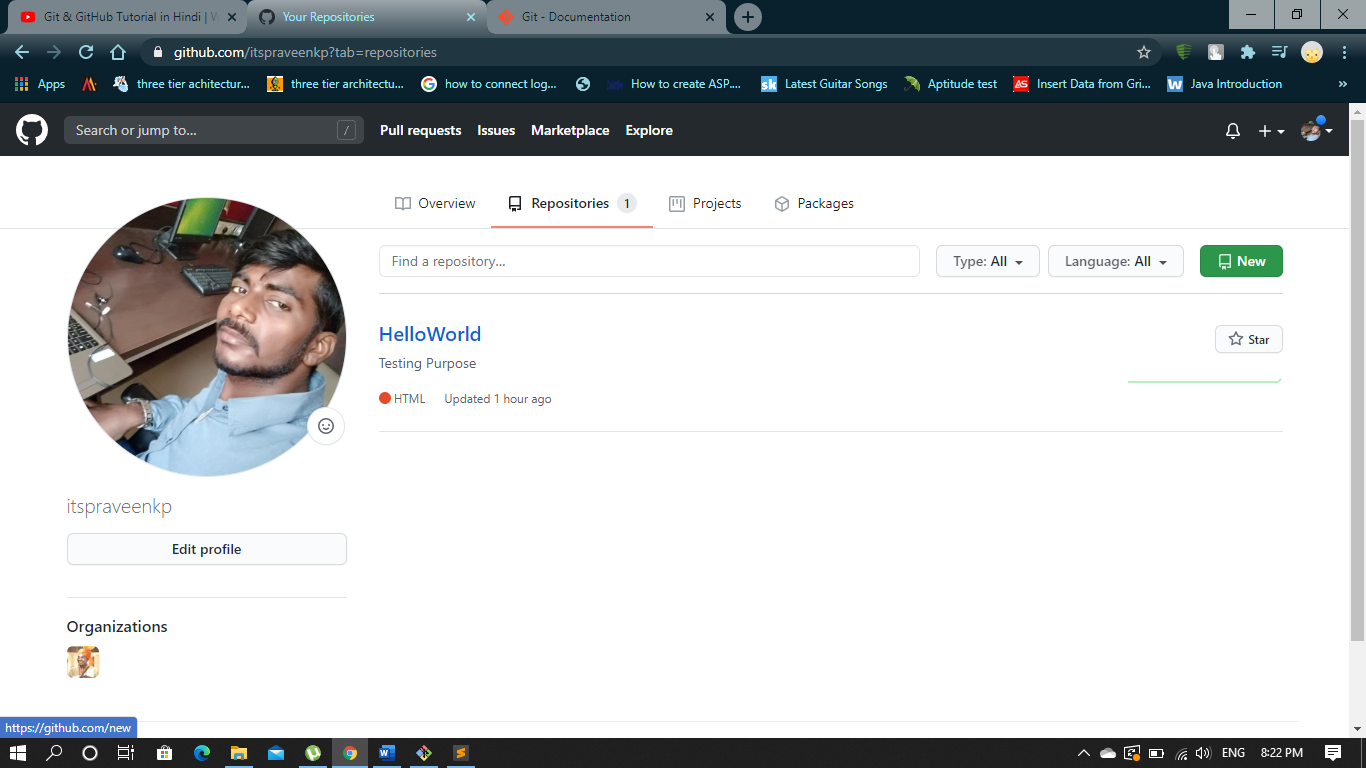 Git & GitHub Tutorial in Hindi |
Your Repositories
Git - Documentation
github.com/itspraveenkp?tab=repositories
Apps
three tier achitectur...
three tier architectu...
how to connect log...
How to create ASP....
sk
Latest Guitar Songs
Aptitude test
AS
Insert Data from Gri...
W
Java Introduction
»
Search or jump to...
/
Pull requests
Issues
Marketplace
Explore
Overview
Repositories 1
Projects
Packages
Find a repository...
Type: All
Language: All
New
HelloWorld
Star
Testing Purpose
HTML
Updated 1 hour ago
itspraveenkp
Edit profile
Organizations
https://github.com/new
ENG
8:22 PM